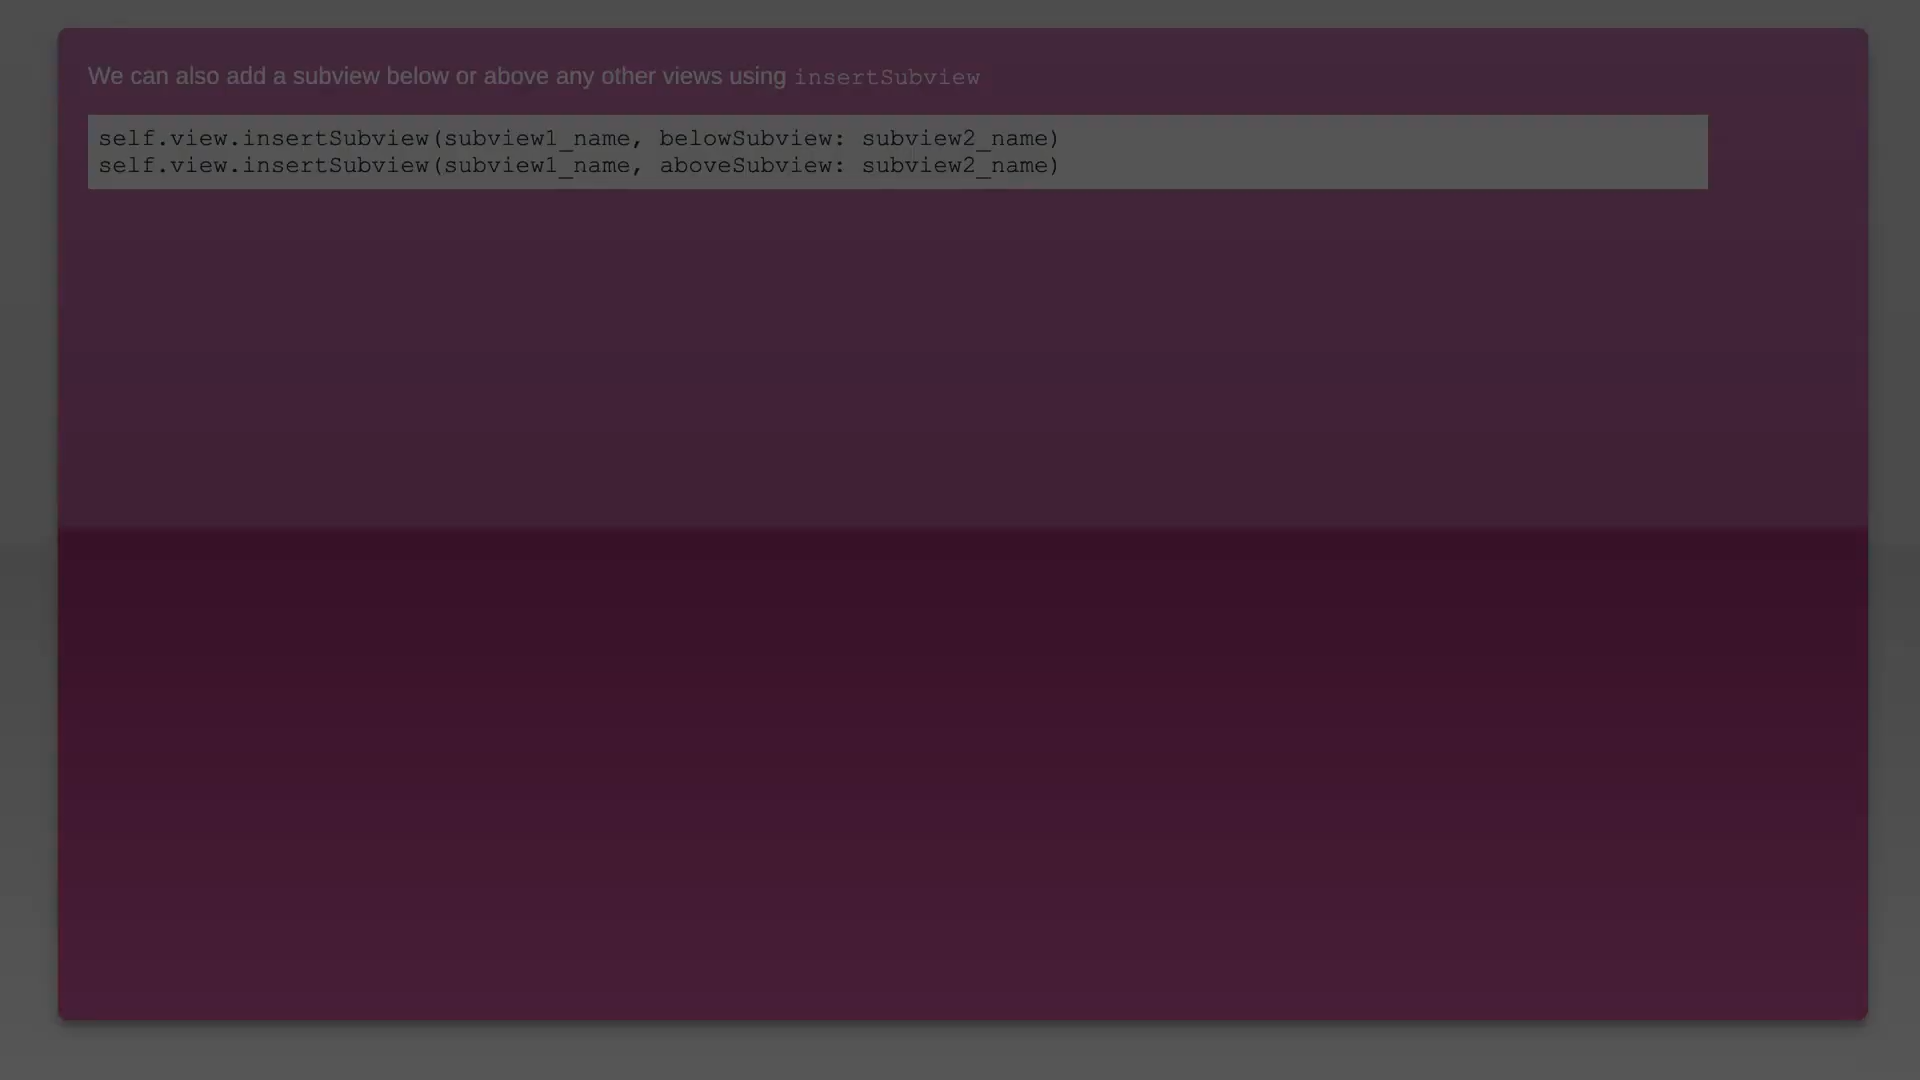 We can also add a subview below or above any other views using insertSubview
self.view.insertSubview(subview1_name, belowSubview: subview2_name)
self.view.insertSubview(subview1_name, aboveSubview: subview2_name)